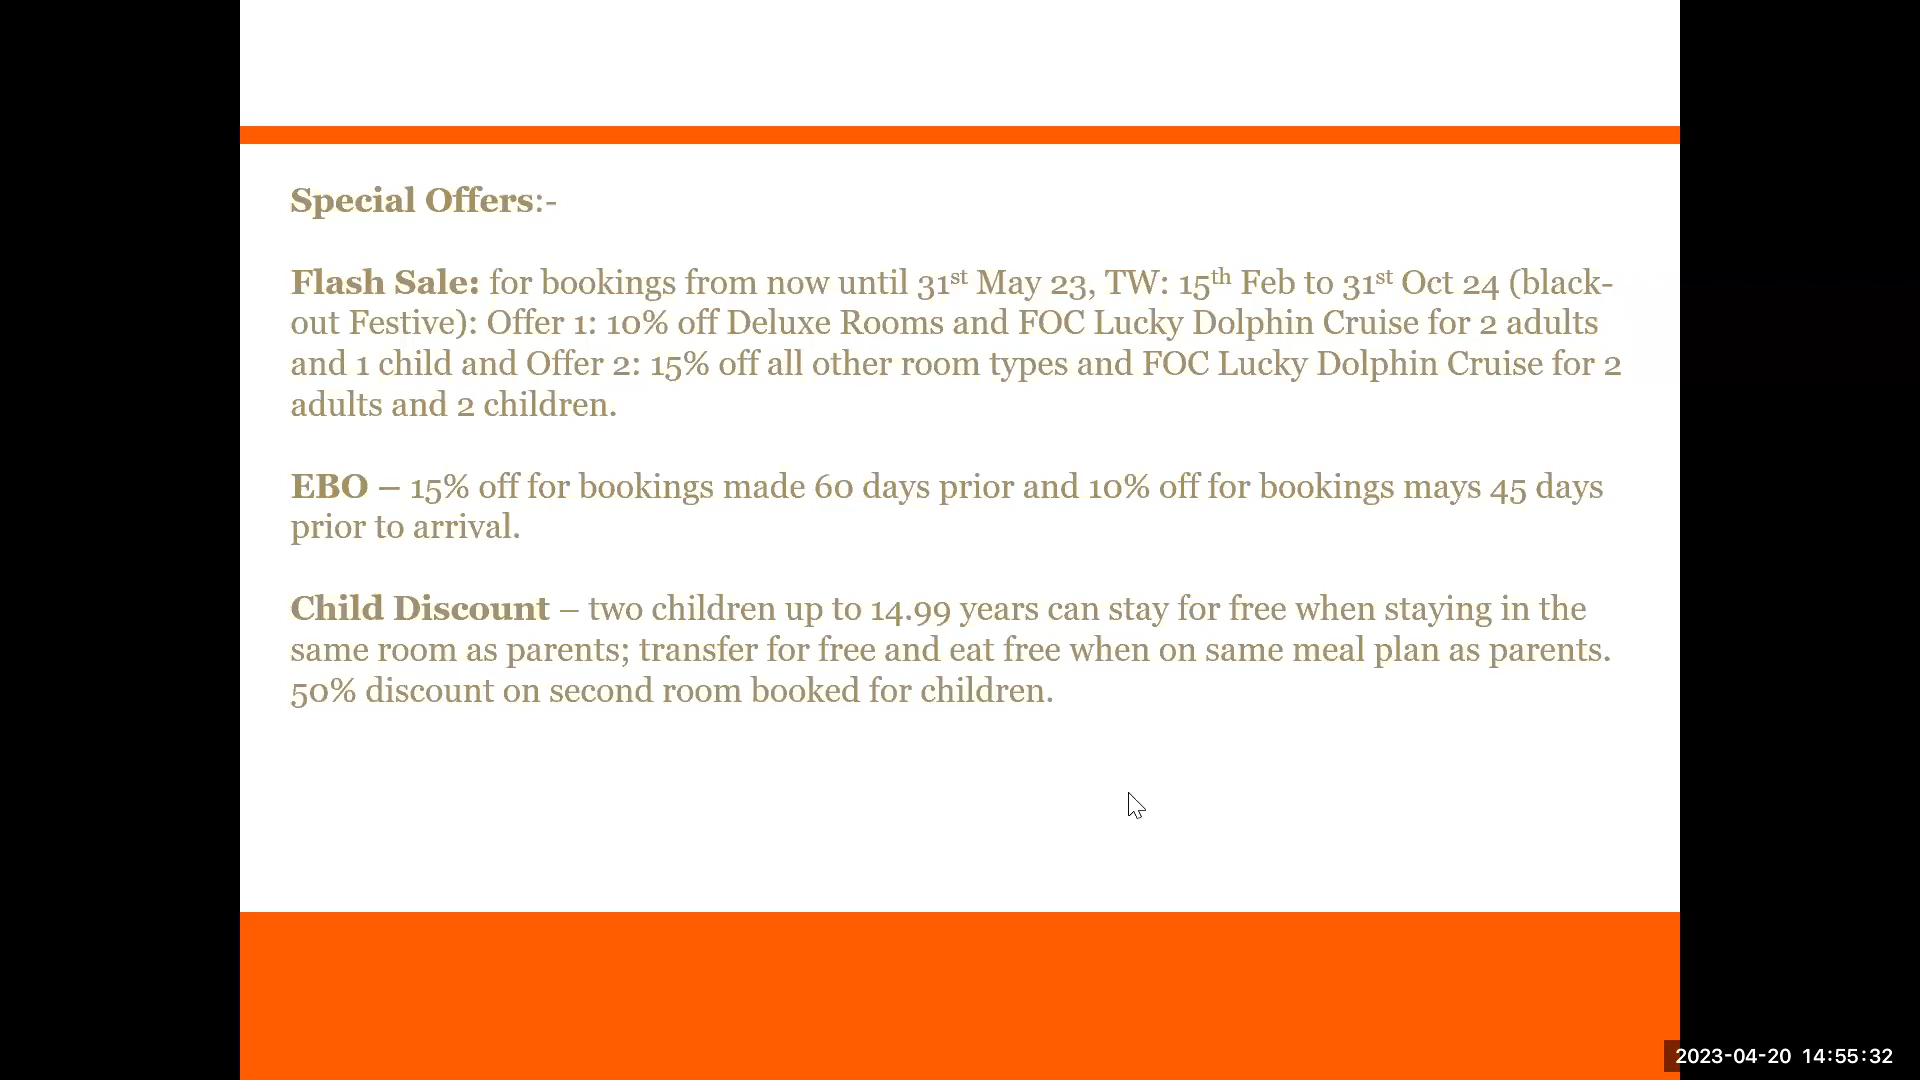 Special Offers:-
Flash Sale: for bookings from now until 31st May 23, TW: 15th Feb to 31st Oct 24 (black-
out Festive): Offer 1: 10% off Deluxe Rooms and FOC Lucky Dolphin Cruise for 2 adults
and 1 child and Offer 2: 15% off all other room types and FOC Lucky Dolphin Cruise for 2
adults and 2 children.
EBO – 15% off for bookings made 60 days prior and 10% off for bookings mays 45 days
prior to arrival.
Child Discount – two children up to 14.99 years can stay for free when staying in the
same room as parents; transfer for free and eat free when on same meal plan as parents.
50% discount on second room booked for children.
2023-04-20 14:55:32